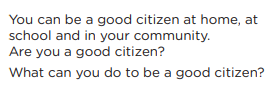 You can be a good citizen at home, at
school and in your community.
Are you a good citizen?
What can you do to be a good citizen?